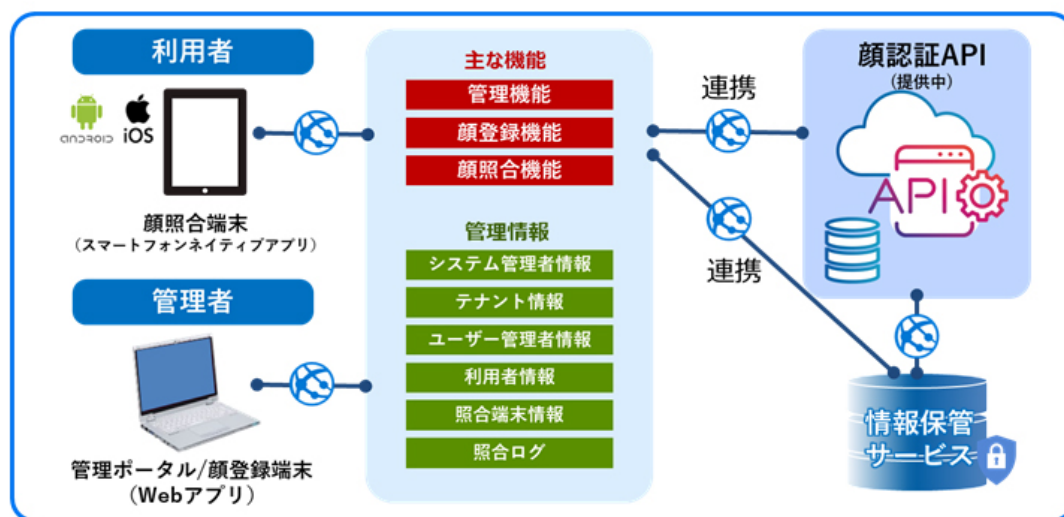 利用者
android
iOS
顔照合端末
（スマートフォンネイティブアプリ）
管理者
管理ポータル/顔登録端末
（Webアプリ）
主な機能
管理機能
顔登録機能
顔照合機能
管理情報
システム管理者情報
テナント情報
ユーザー管理者情報
利用者情報
照合端末情報
照合ログ
連携
連携
顔認証API
（提供中）
API
情報保管
サービス